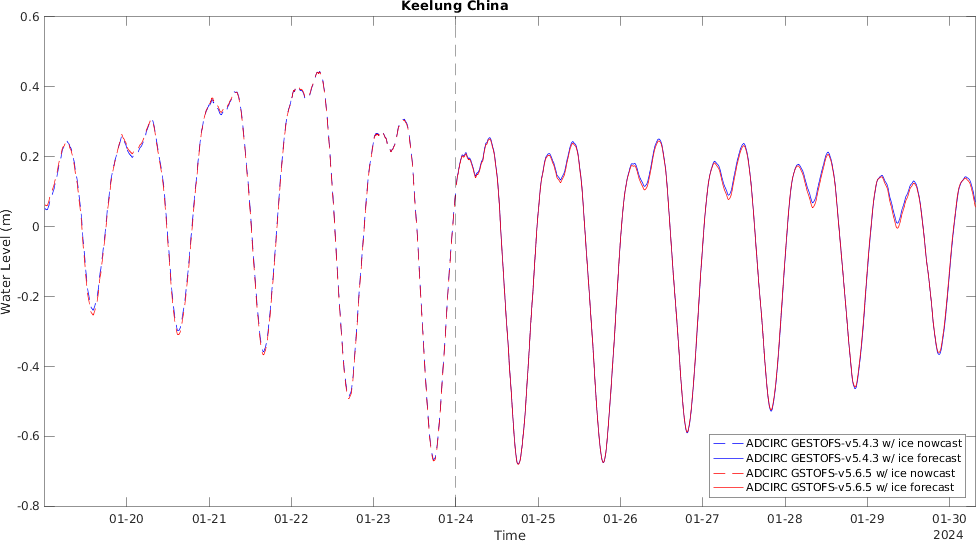 Keelung China
0.6
0.4
0.2
0
-0.2
-0.4
-0.6
-0.8
Water Level (m)
01-20 01-21 01-22 01-23 01-24 01-25 01-26 01-27 01-28 01-29 01-30
2024
Time
ADCIRC GESTOFS-v5.4.3 w/ ice nowcast
ADCIRC GESTOFS-v5.4.3 w/ ice forecast
ADCIRC GSTOFS-v5.6.5 w/ ice nowcast
ADCIRC GSTOFS-v5.6.5 w/ ice forecast